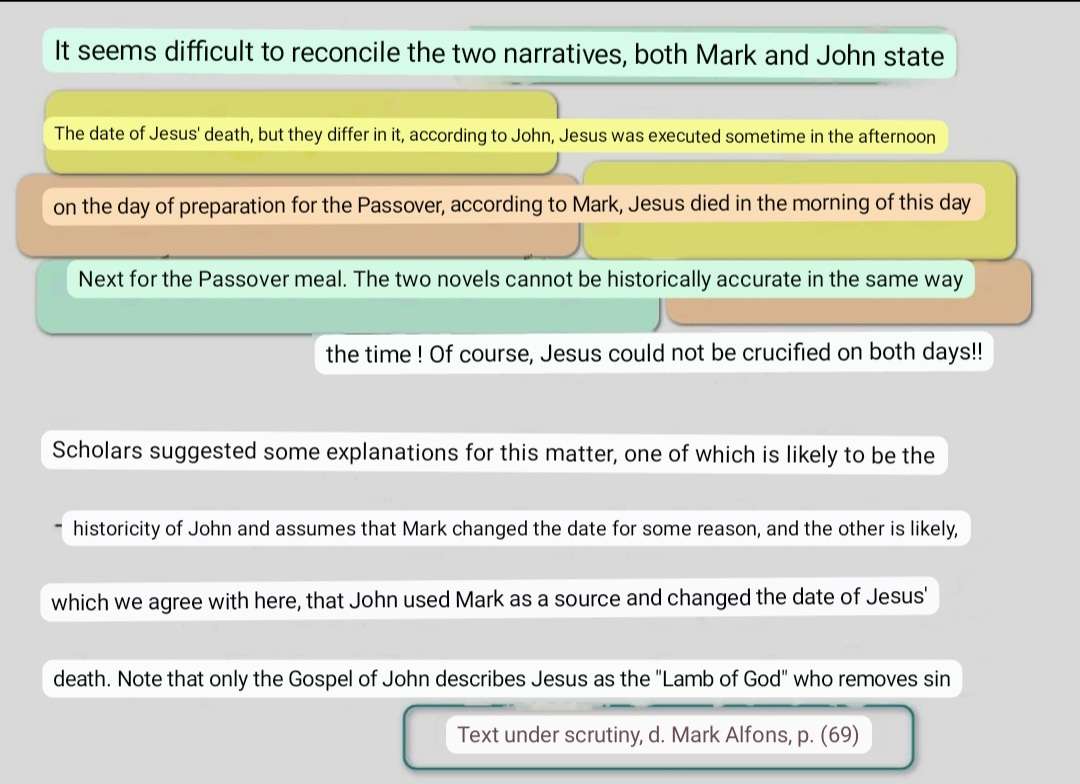 It seems difficult to reconcile the two narratives, both Mark and John state
The date of Jesus' death, but they differ in it, according to John, Jesus was executed sometime in the afternoon
on the day of preparation for the Passover, according to Mark, Jesus died in the morning of this day
Next for the Passover meal. The two novels cannot be historically accurate in the same way
the time ! Of course, Jesus could not be crucified on both days!!
Scholars suggested some explanations for this matter, one of which is likely to be the
- historicity of John and assumes that Mark changed the date for some reason, and the other is likely,
which we agree with here, that John used Mark as a source and changed the date of Jesus'
death. Note that only the Gospel of John describes Jesus as the "Lamb of God" who removes sin
Text under scrutiny, d. Mark Alfons, p. (69)